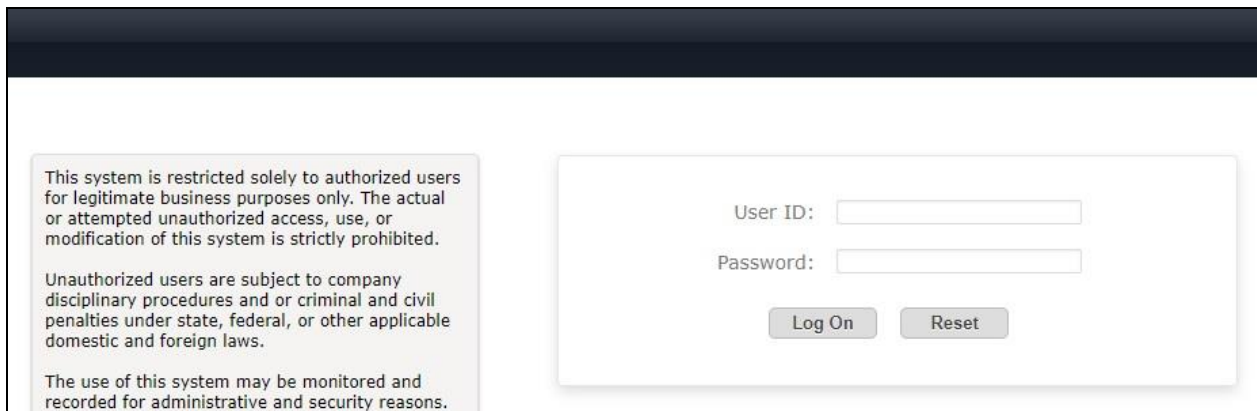 This system is restricted solely to authorized users
for legitimate business purposes only. The actual
or attempted unauthorized access, use, or
modification of this system is strictly prohibited.
Unauthorized users are subject to company
disciplinary procedures and or criminal and civil
penalties under state, federal, or other applicable
domestic and foreign laws.
The use of this system may be monitored and
recorded for administrative and security reasons.
User ID:
Password:
Log On Reset